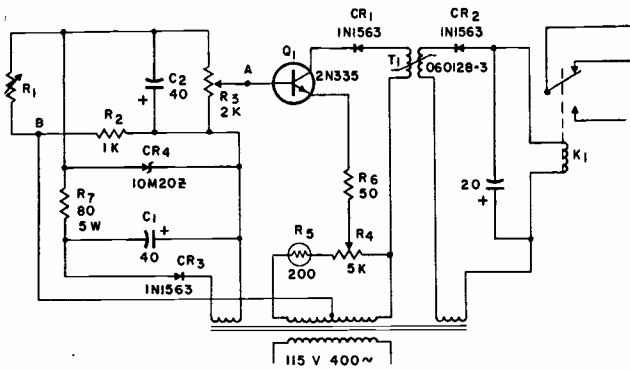 CR1
1N1563
CR2
1N1563
Q1
2N335
T1
060128-3
A
R1
C2
40
+
R3
2K
B
R2
1K
CR4
10M20Z
R7
80
5W
C1
+
40
CR3
1N1563
R6
50
R5
200
R4
5K
20
+
K1
115 V 400~